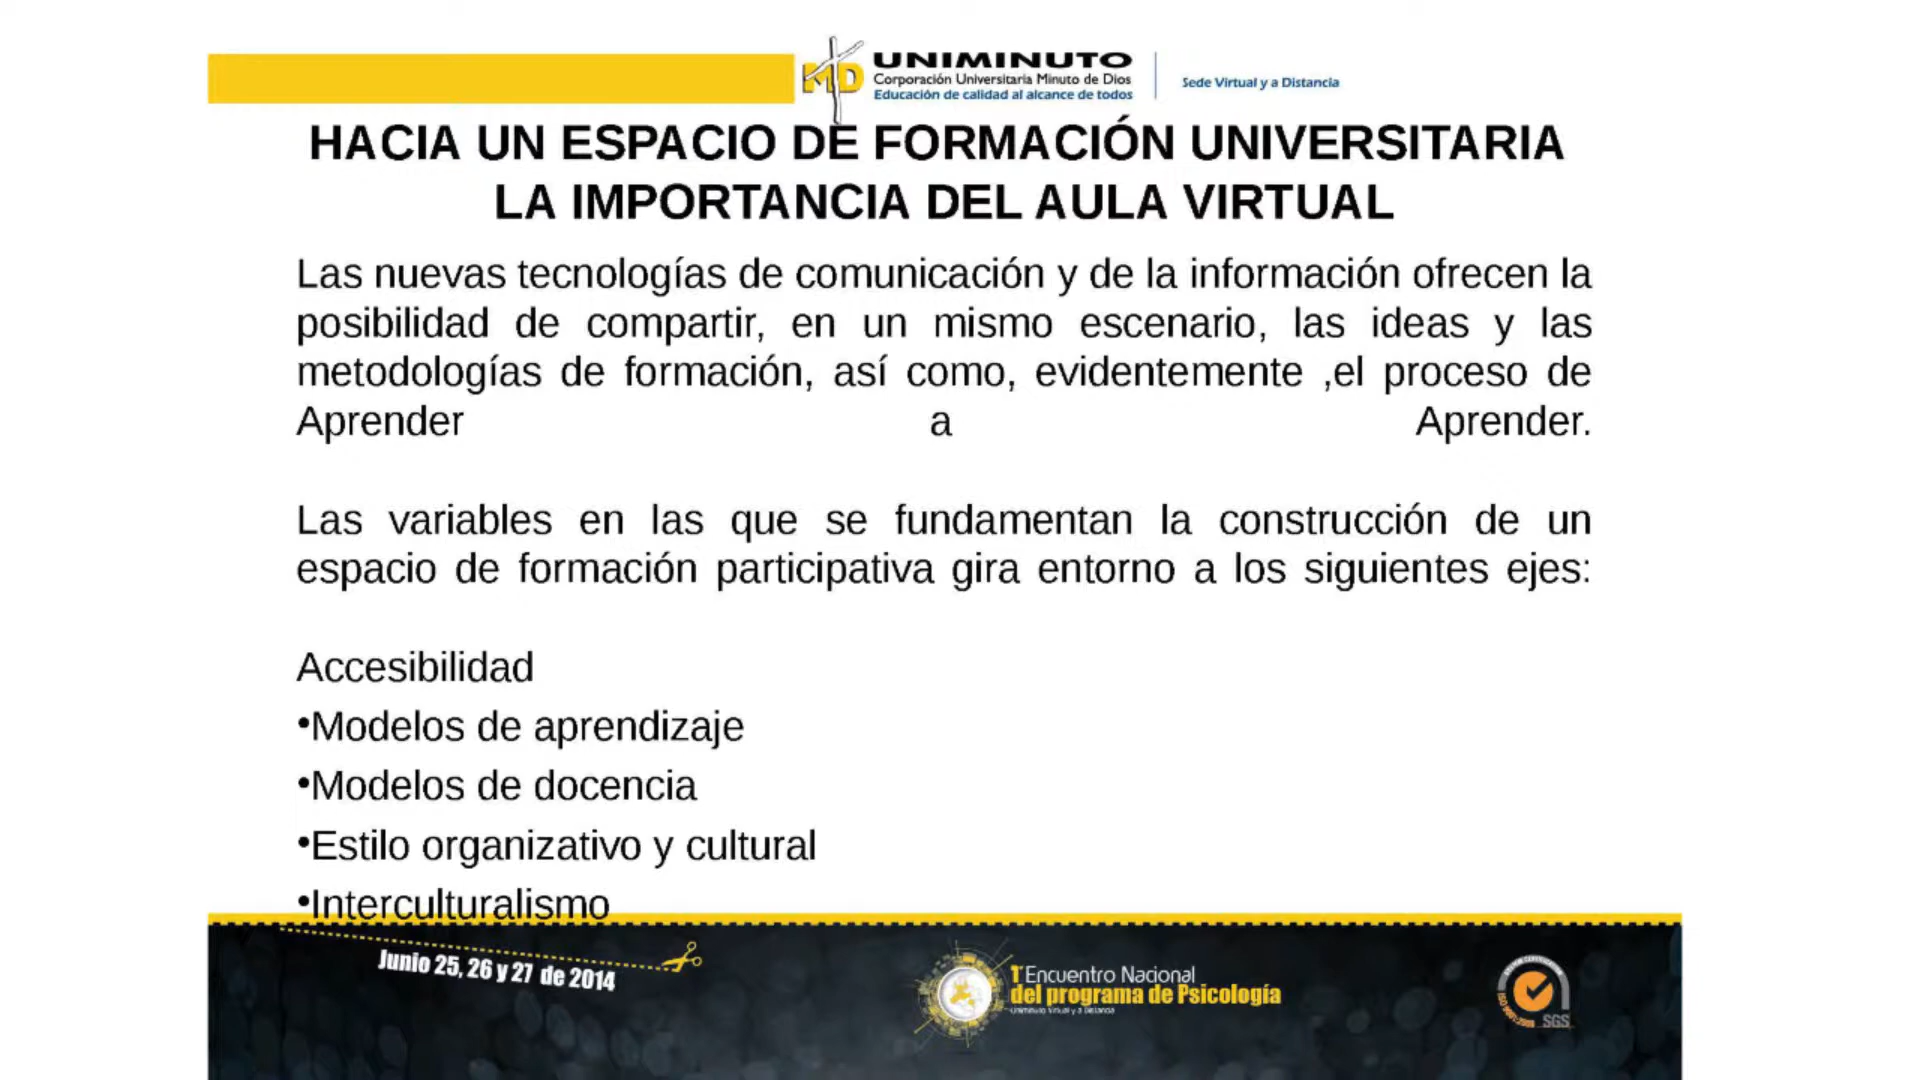 UNIMINUTO
Corporación Universitaria Minuto de Dios
Educación de calidad al alcance de todos
Sede Virtual y a Distancia
HACIA UN ESPACIO DE FORMACIÓN UNIVERSITARIA
LA IMPORTANCIA DEL AULA VIRTUAL
Las nuevas tecnologías de comunicación y de la información ofrecen la
posibilidad de compartir, en un mismo escenario, las ideas y las
metodologías de formación, así como, evidentemente ,el proceso de
Aprender a Aprender.
Las variables en las que se fundamentan la construcción de un
espacio de formación participativa gira entorno a los siguientes ejes:
Accesibilidad
•Modelos de aprendizaje
•Modelos de docencia
•Estilo organizativo y cultural
•Interculturalismo
Junio 25, 26 y 27 de 2014
Encuentro Nacional
del programa de Psicología
Uniminuto Virtual y a Distancia
SGS